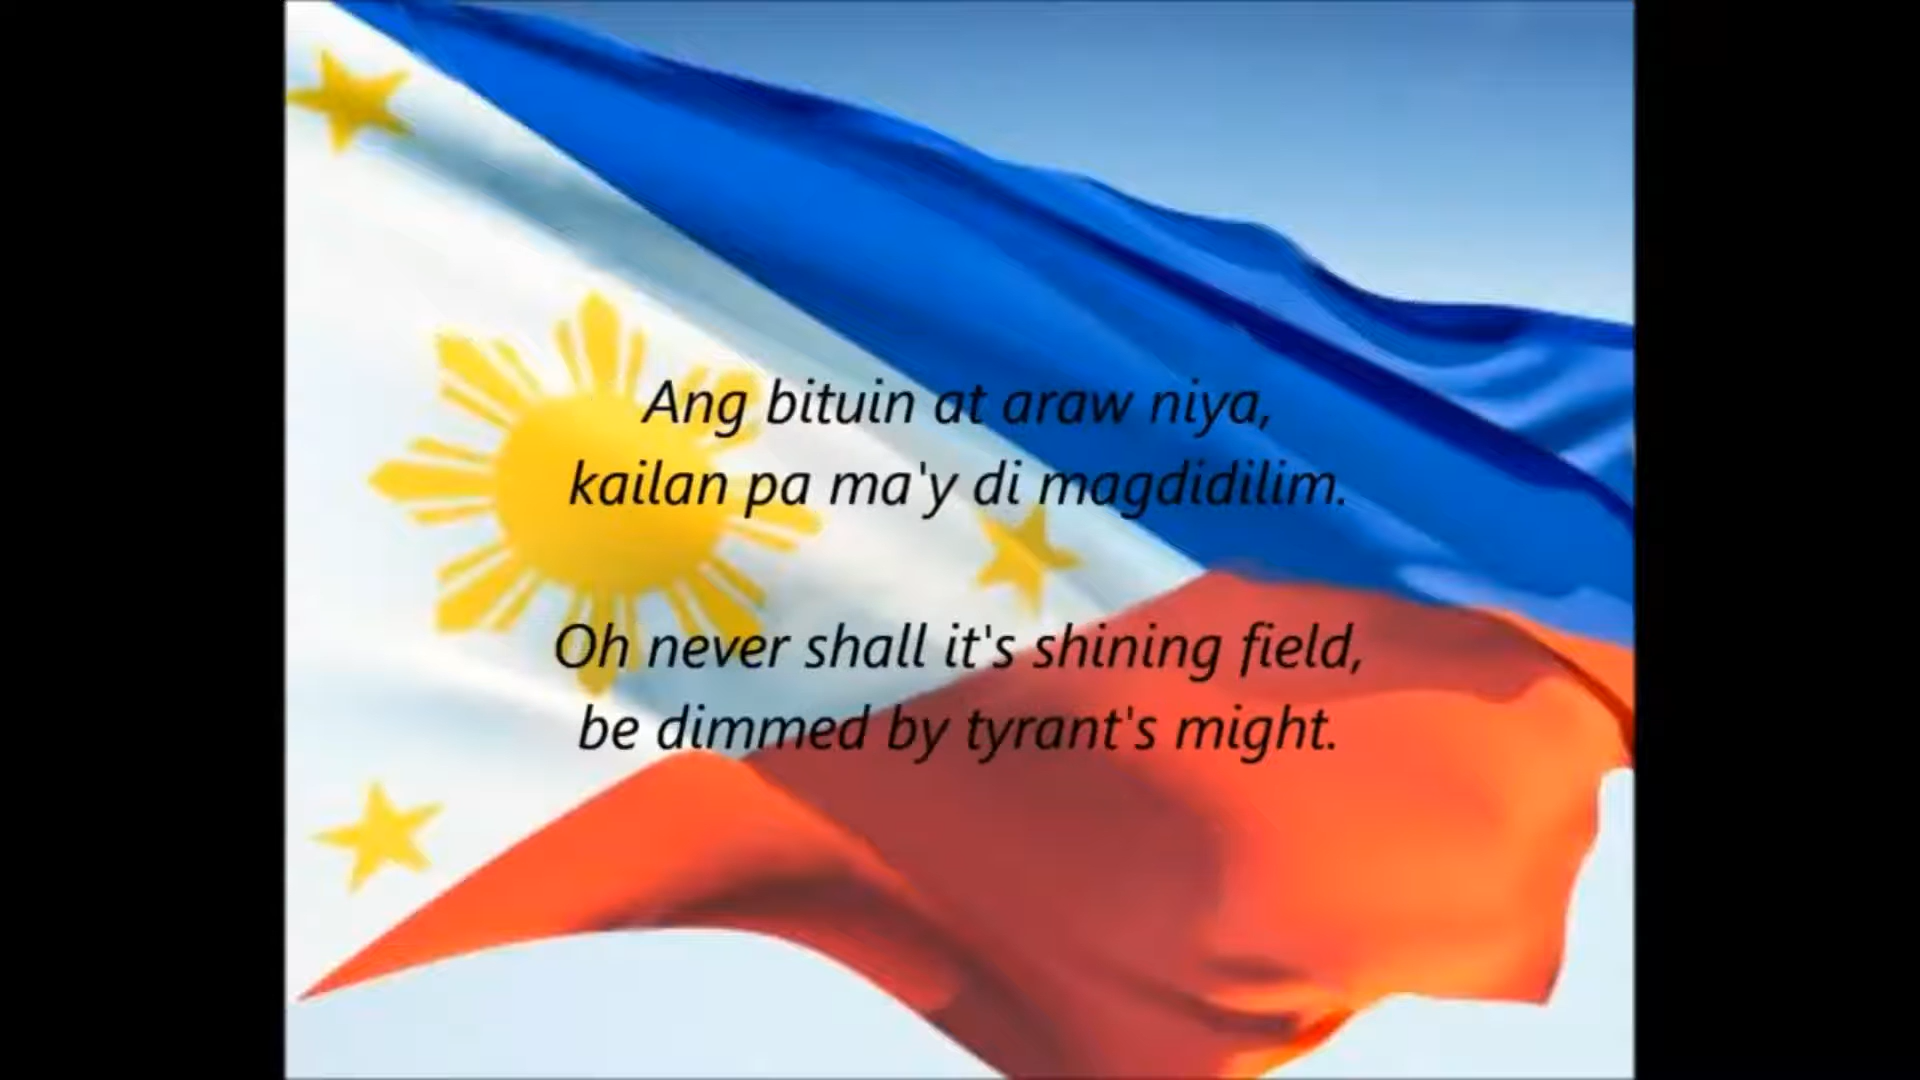 Ang bituin at araw niya,
kailan pa ma'y di magdidilim.
Oh never shall it's shining field,
be dimmed by tyrant's might.